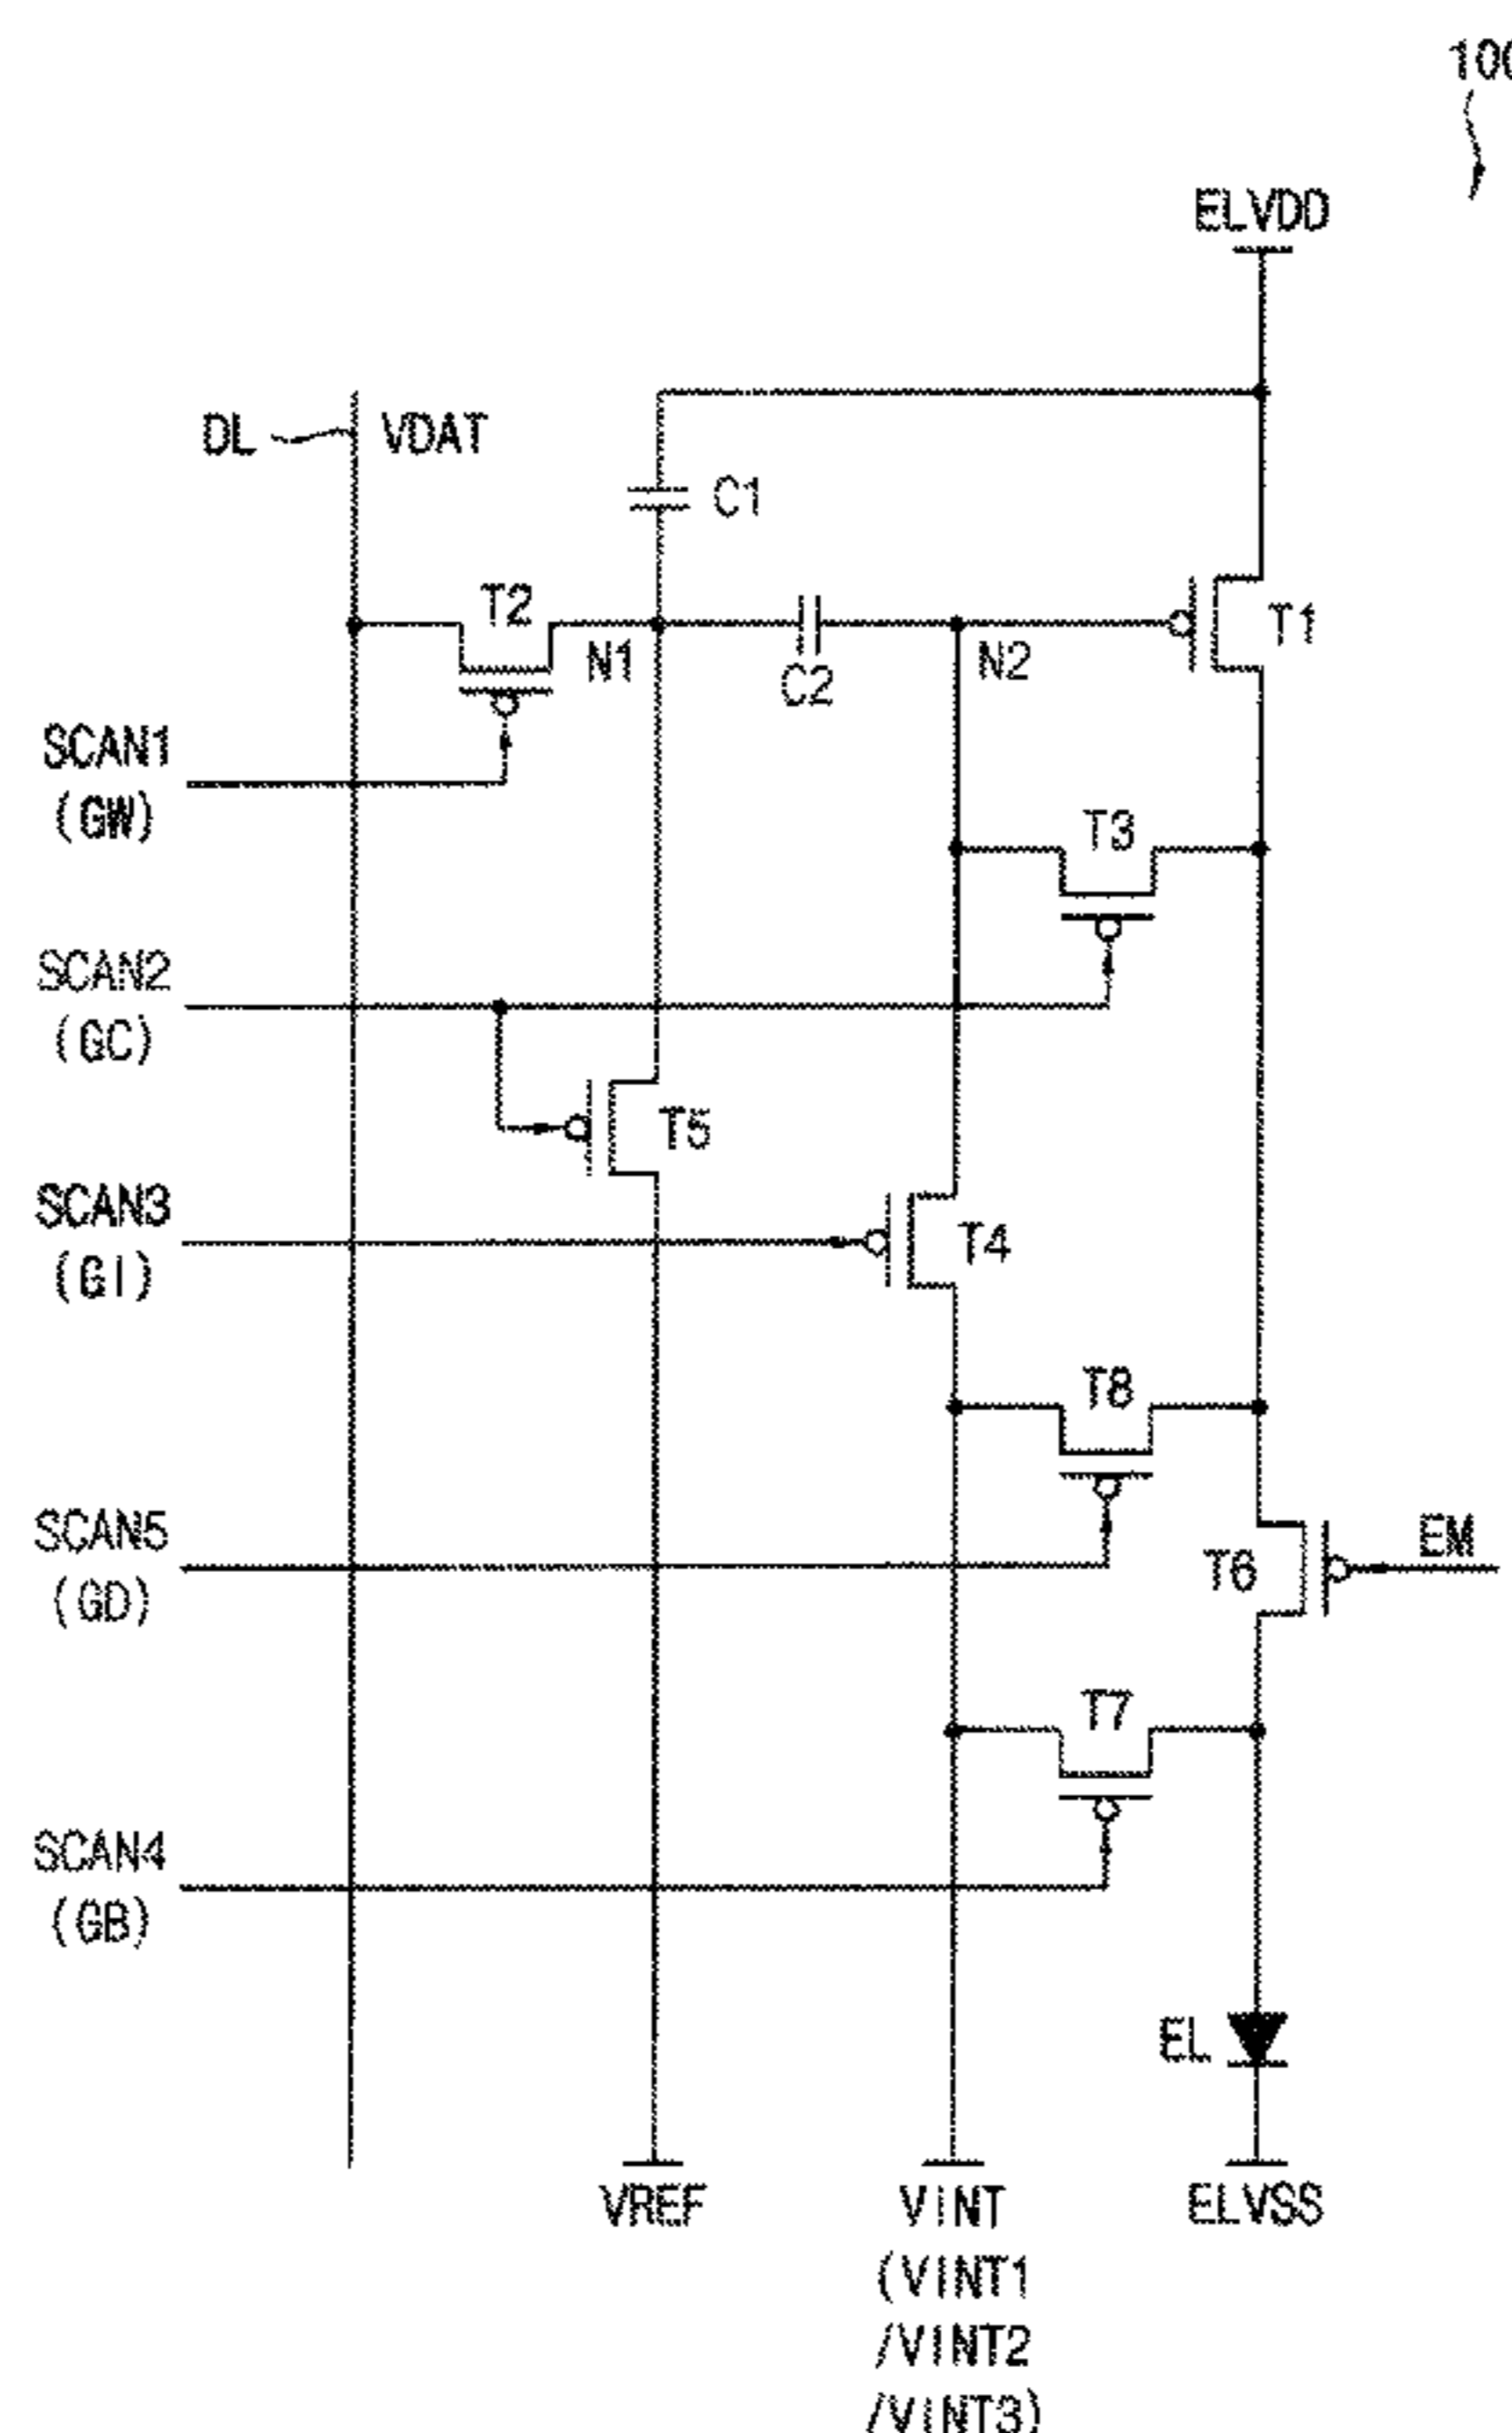 100
ELVDD
DL VDAT
C1
T2
T1
N1
C2
N2
SCAN1
(GW)
T3
SCAN2
(GC)
T5
SCAN3
(GI)
T4
T8
SCAN5
(GD)
T6
EM
T7
SCAN4
(GB)
EL
VREF
VINT
(VINT1
/VINT2
/VINT3)
ELVSS